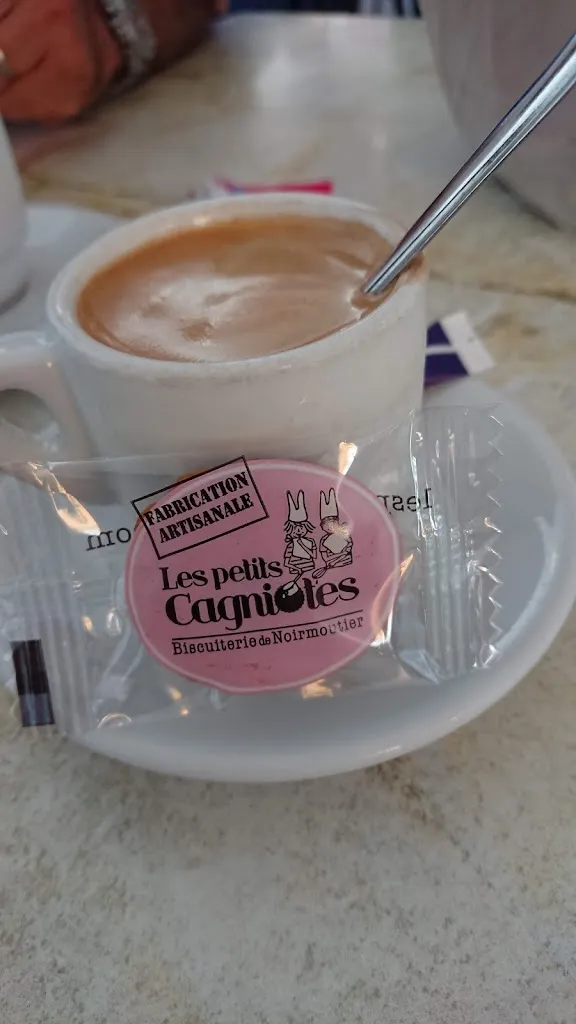 FABRICATION
ARTISANALE
Les petits
Cagniotes
Biscuiterie de Noirmoutier